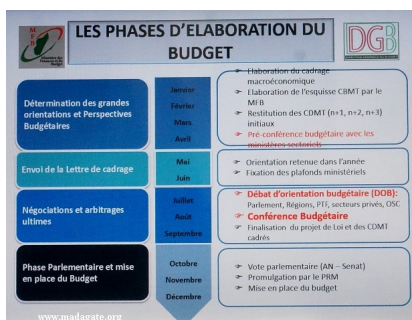 MFB
LES PHASES D'ELABORATION DU
BUDGET
DGB
Détermination des grandes
orientations et Perspectives
Budgétaires
Janvier
Février
Mars
Avril
Elaboration du cadrage
macroéconomique
Elaboration de l'esquisse CBMT par le
MFB
Restitution des CDMT (n+1, n+2, n+3)
initiaux
Pré-conférence budgétaire avec les
ministères sectoriels
Envoi de la Lettre de cadrage
Mai
Juin
Orientation retenue dans l'année
Fixation des plafonds ministériels
Négociations et arbitrages
ultimes
Juillet
Août
Septembre
Débat d'orientation budgétaire (DOB):
Parlement, Régions, PTF, secteurs privés, OSC
Conférence Budgétaire
Finalisation du projet de Loi et des CDMT
cadrés
Phase Parlementaire et mise
en place du Budget
Octobre
Novembre
Décembre
Vote parlementaire (AN – Senat)
Promulgation par le PRM
Mise en place du budget
www.madagate.org